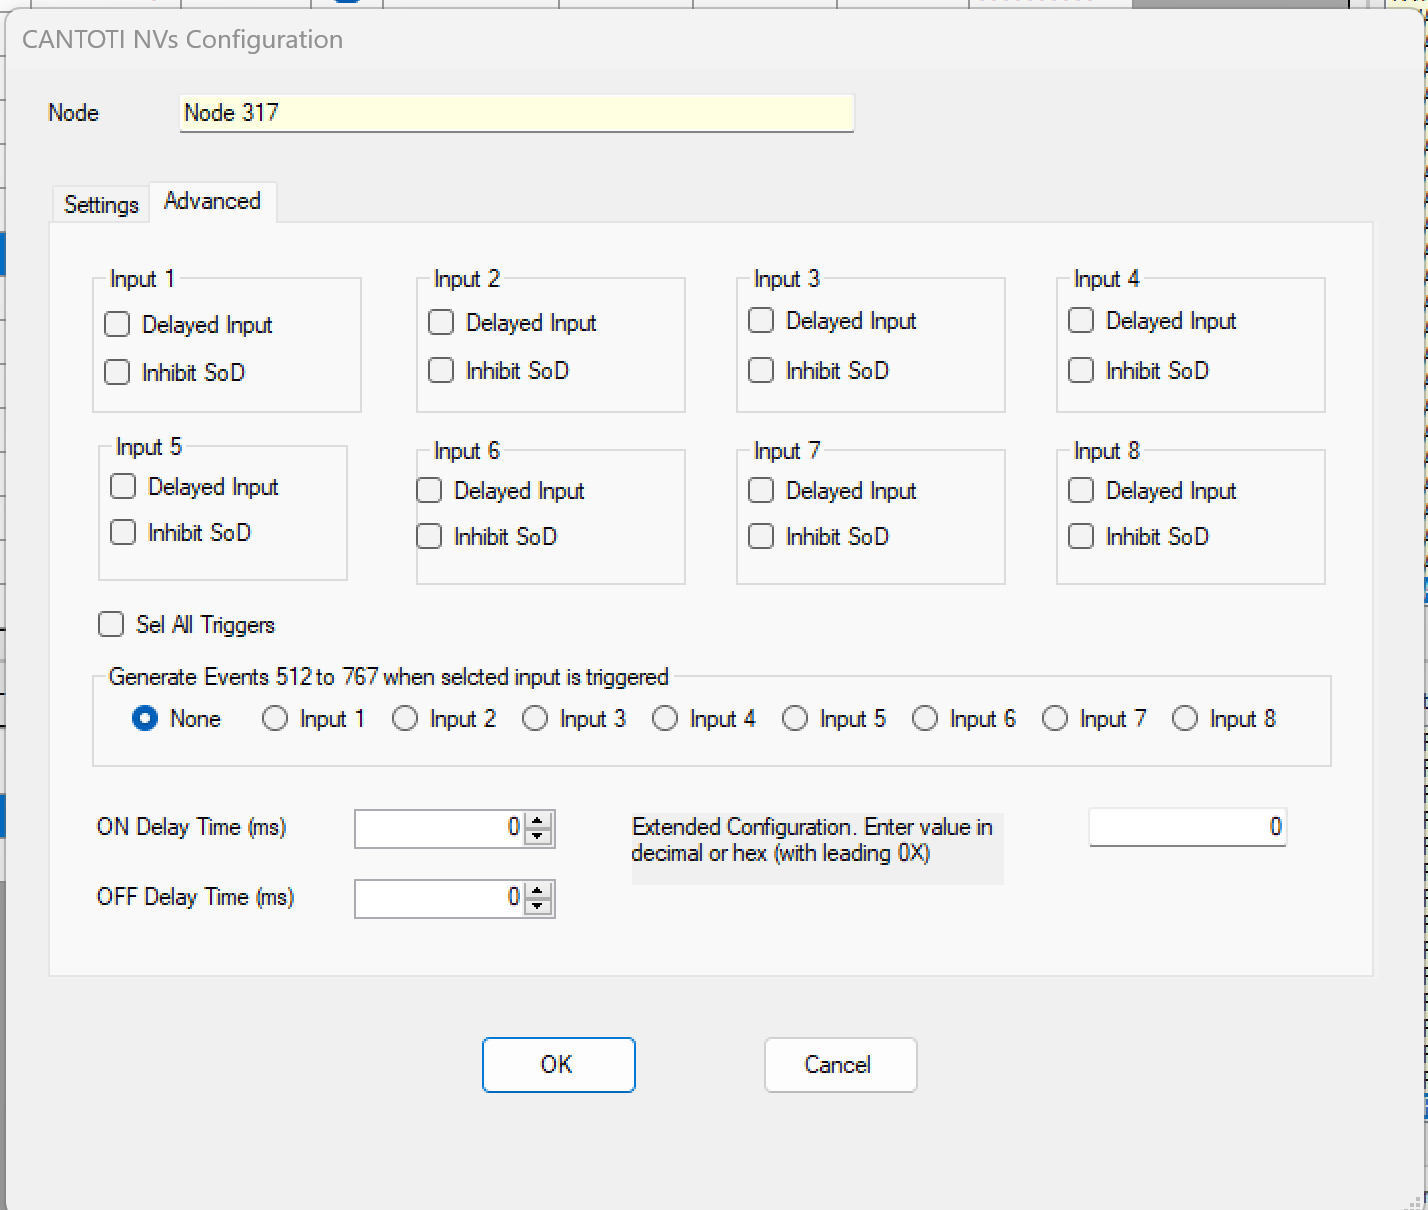 CANTOTI NVs Configuration
Node Node 317
Settings Advanced
Input 1 Input 2 Input 3 Input 4
Delayed Input Delayed Input Delayed Input Delayed Input
Inhibit SoD Inhibit SoD Inhibit SoD Inhibit SoD
Input 5 Input 6 Input 7 Input 8
Delayed Input Delayed Input Delayed Input Delayed Input
Inhibit SoD Inhibit SoD Inhibit SoD Inhibit SoD
Sel All Triggers
Generate Events 512 to 767 when selcted input is triggered
None Input 1 Input 2 Input 3 Input 4 Input 5 Input 6 Input 7 Input 8
ON Delay Time (ms) 0 Extended Configuration. Enter value in 0
decimal or hex (with leading 0X)
OFF Delay Time (ms) 0
OK Cancel